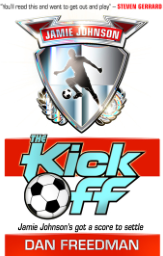 "You'll read this and want to get out and play" – STEVEN GERRARD
JAMIE JOHNSON
THE
Kick
off
Jamie Johnson's got a score to settle
DAN FREEDMAN